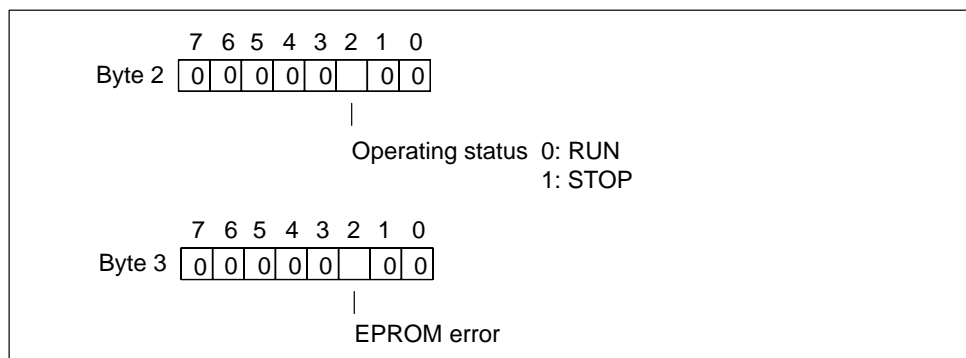 7 6 5 4 3 2 1 0
Byte 2 0 0 0 0 0 0 0
Operating status 0: RUN
1: STOP
7 6 5 4 3 2 1 0
Byte 3 0 0 0 0 0 0 0
EPROM error